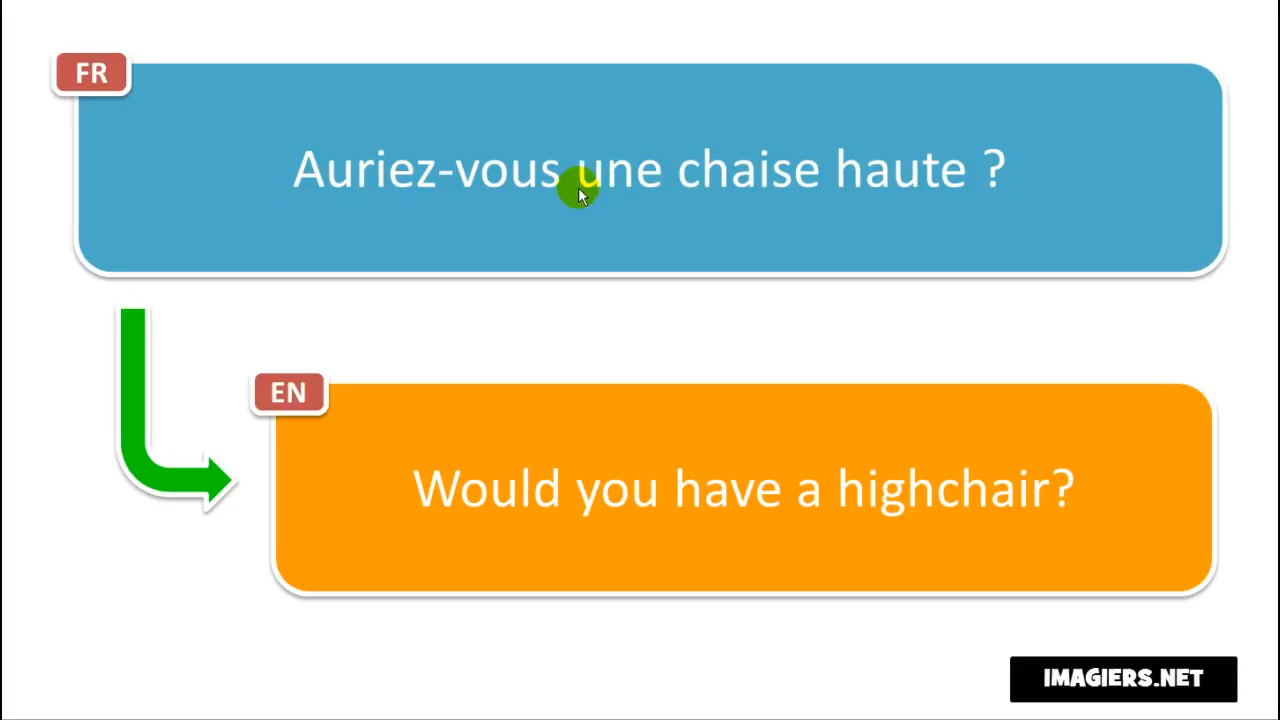 FR
Auriez-vous une chaise haute ?
EN
Would you have a highchair?
IMAGIERS.NET